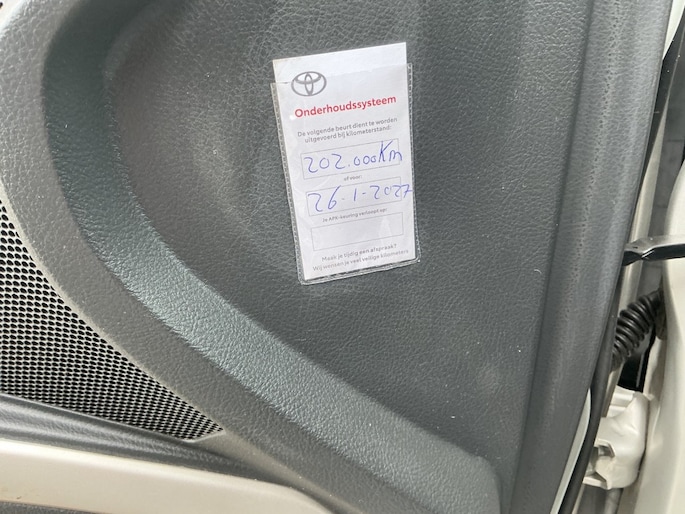 Onderhoudssysteem
De volgende beurt dient te worden
uitgevoerd bij kilometerstand:
202.000Km
of voor:
26-1-2027
Je APK-keuring verloopt op:
Maak je tijdig een afspraak?
Wij wensen je veel veilige kilometers